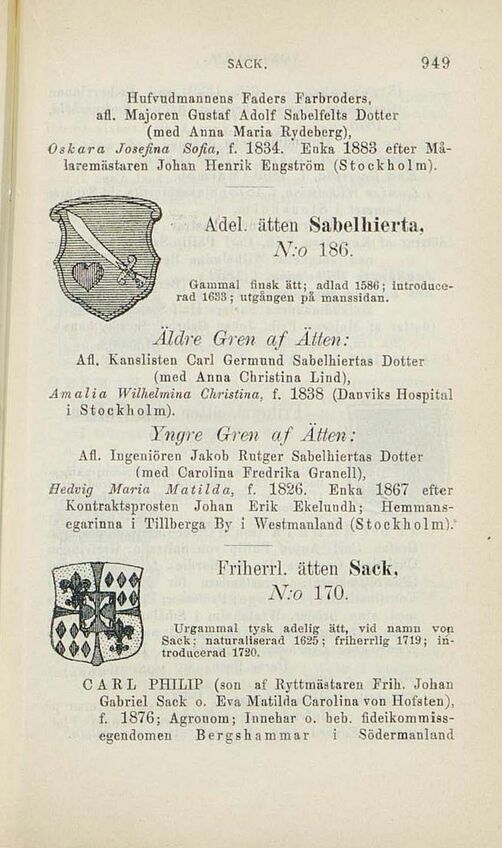 SACK. 949
Hufvudmannens Faders Farbroders,
afl. Majoren Gustaf Adolf Sabelfelts Dotter
(med Anna Maria Rydeberg),
Oskara Josefina Sofia, f. 1834. Enka 1883 efter Må-
laremästaren Johan Henrik Engström (Stockholm).
Adel. ätten Sabelhierta,
N:o 186.
Gammal finsk ätt; adlad 1586; introduce-
rad 1633; utgången på manssidan.
Äldre Gren af Ätten:
Afl. Kanslisten Carl Germund Sabelhiertas Dotter
(med Anna Christina Lind),
Amalia Wilhelmina Christina, f. 1838 (Danviks Hospital
i Stockholm).
Yngre Gren af Ätten:
Afl. Ingeniören Jakob Rutger Sabelhiertas Dotter
(med Carolina Fredrika Granell),
Hedvig Maria Matilda, f. 1826. Enka 1867 efter
Kontraktsprosten Johan Erik Ekelundh; Hemmans-
egarinna i Tillberga By i Westmanland (Stockholm).
Friherrl. ätten Sack,
N:o 170.
Urgammal tysk adelig ätt, vid namn von
Sack; naturaliserad 1625; friherrlig 1719; in-
troducerad 1720.
CARL PHILIP (son af Ryttmästaren Frih. Johan
Gabriel Sack o. Eva Matilda Carolina von Hofsten),
f. 1876; Agronom; Innehar o. beb. fideikommiss-
egendomen Bergshammar i Södermanland